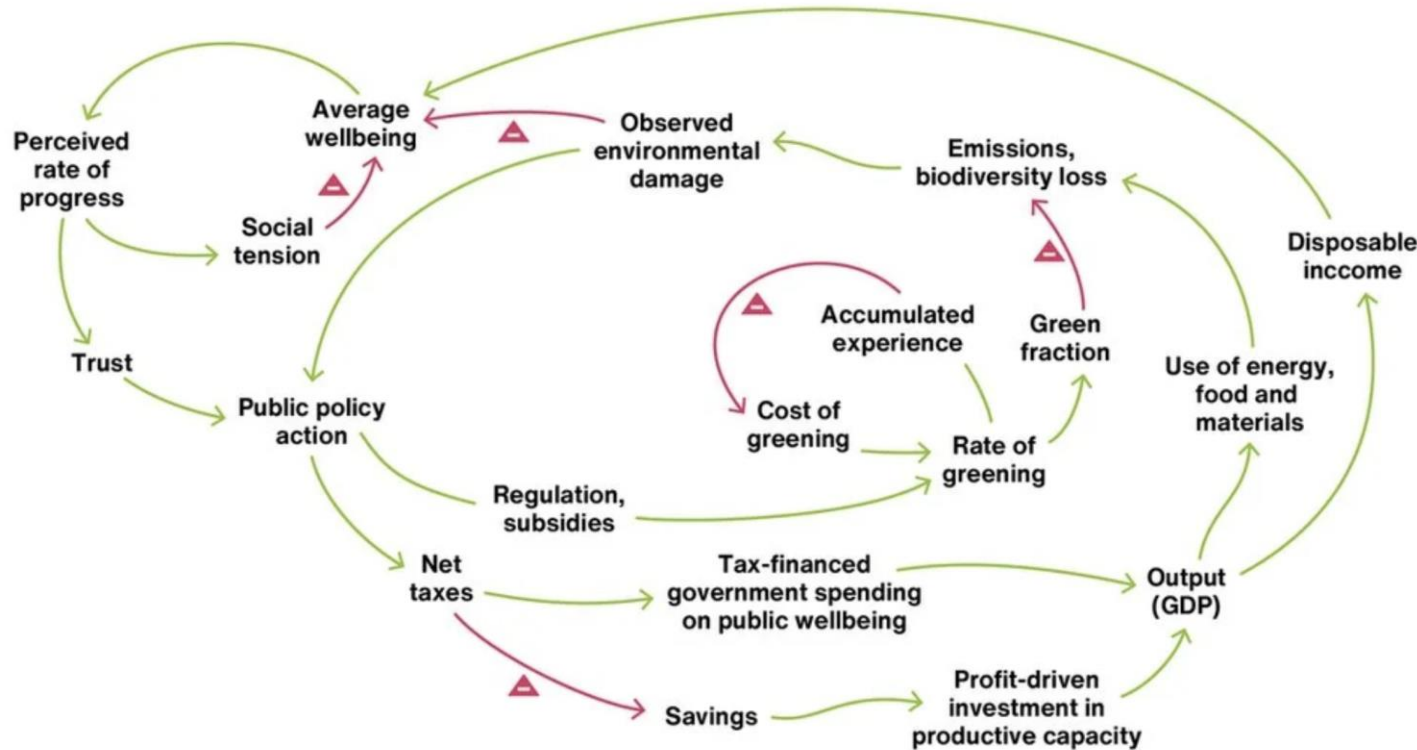 Average
wellbeing
Perceived
rate of
progress
Social
tension
Trust
Observed
environmental
damage
Emissions,
biodiversity loss
Disposable
inccome
Accumulated
experience
Green
fraction
Use of energy,
food and
materials
Public policy
action
Cost of
greening
Rate of
greening
Regulation,
subsidies
Net
taxes
Tax-financed
government spending
on public wellbeing
Output
(GDP)
Savings
Profit-driven
investment in
productive capacity